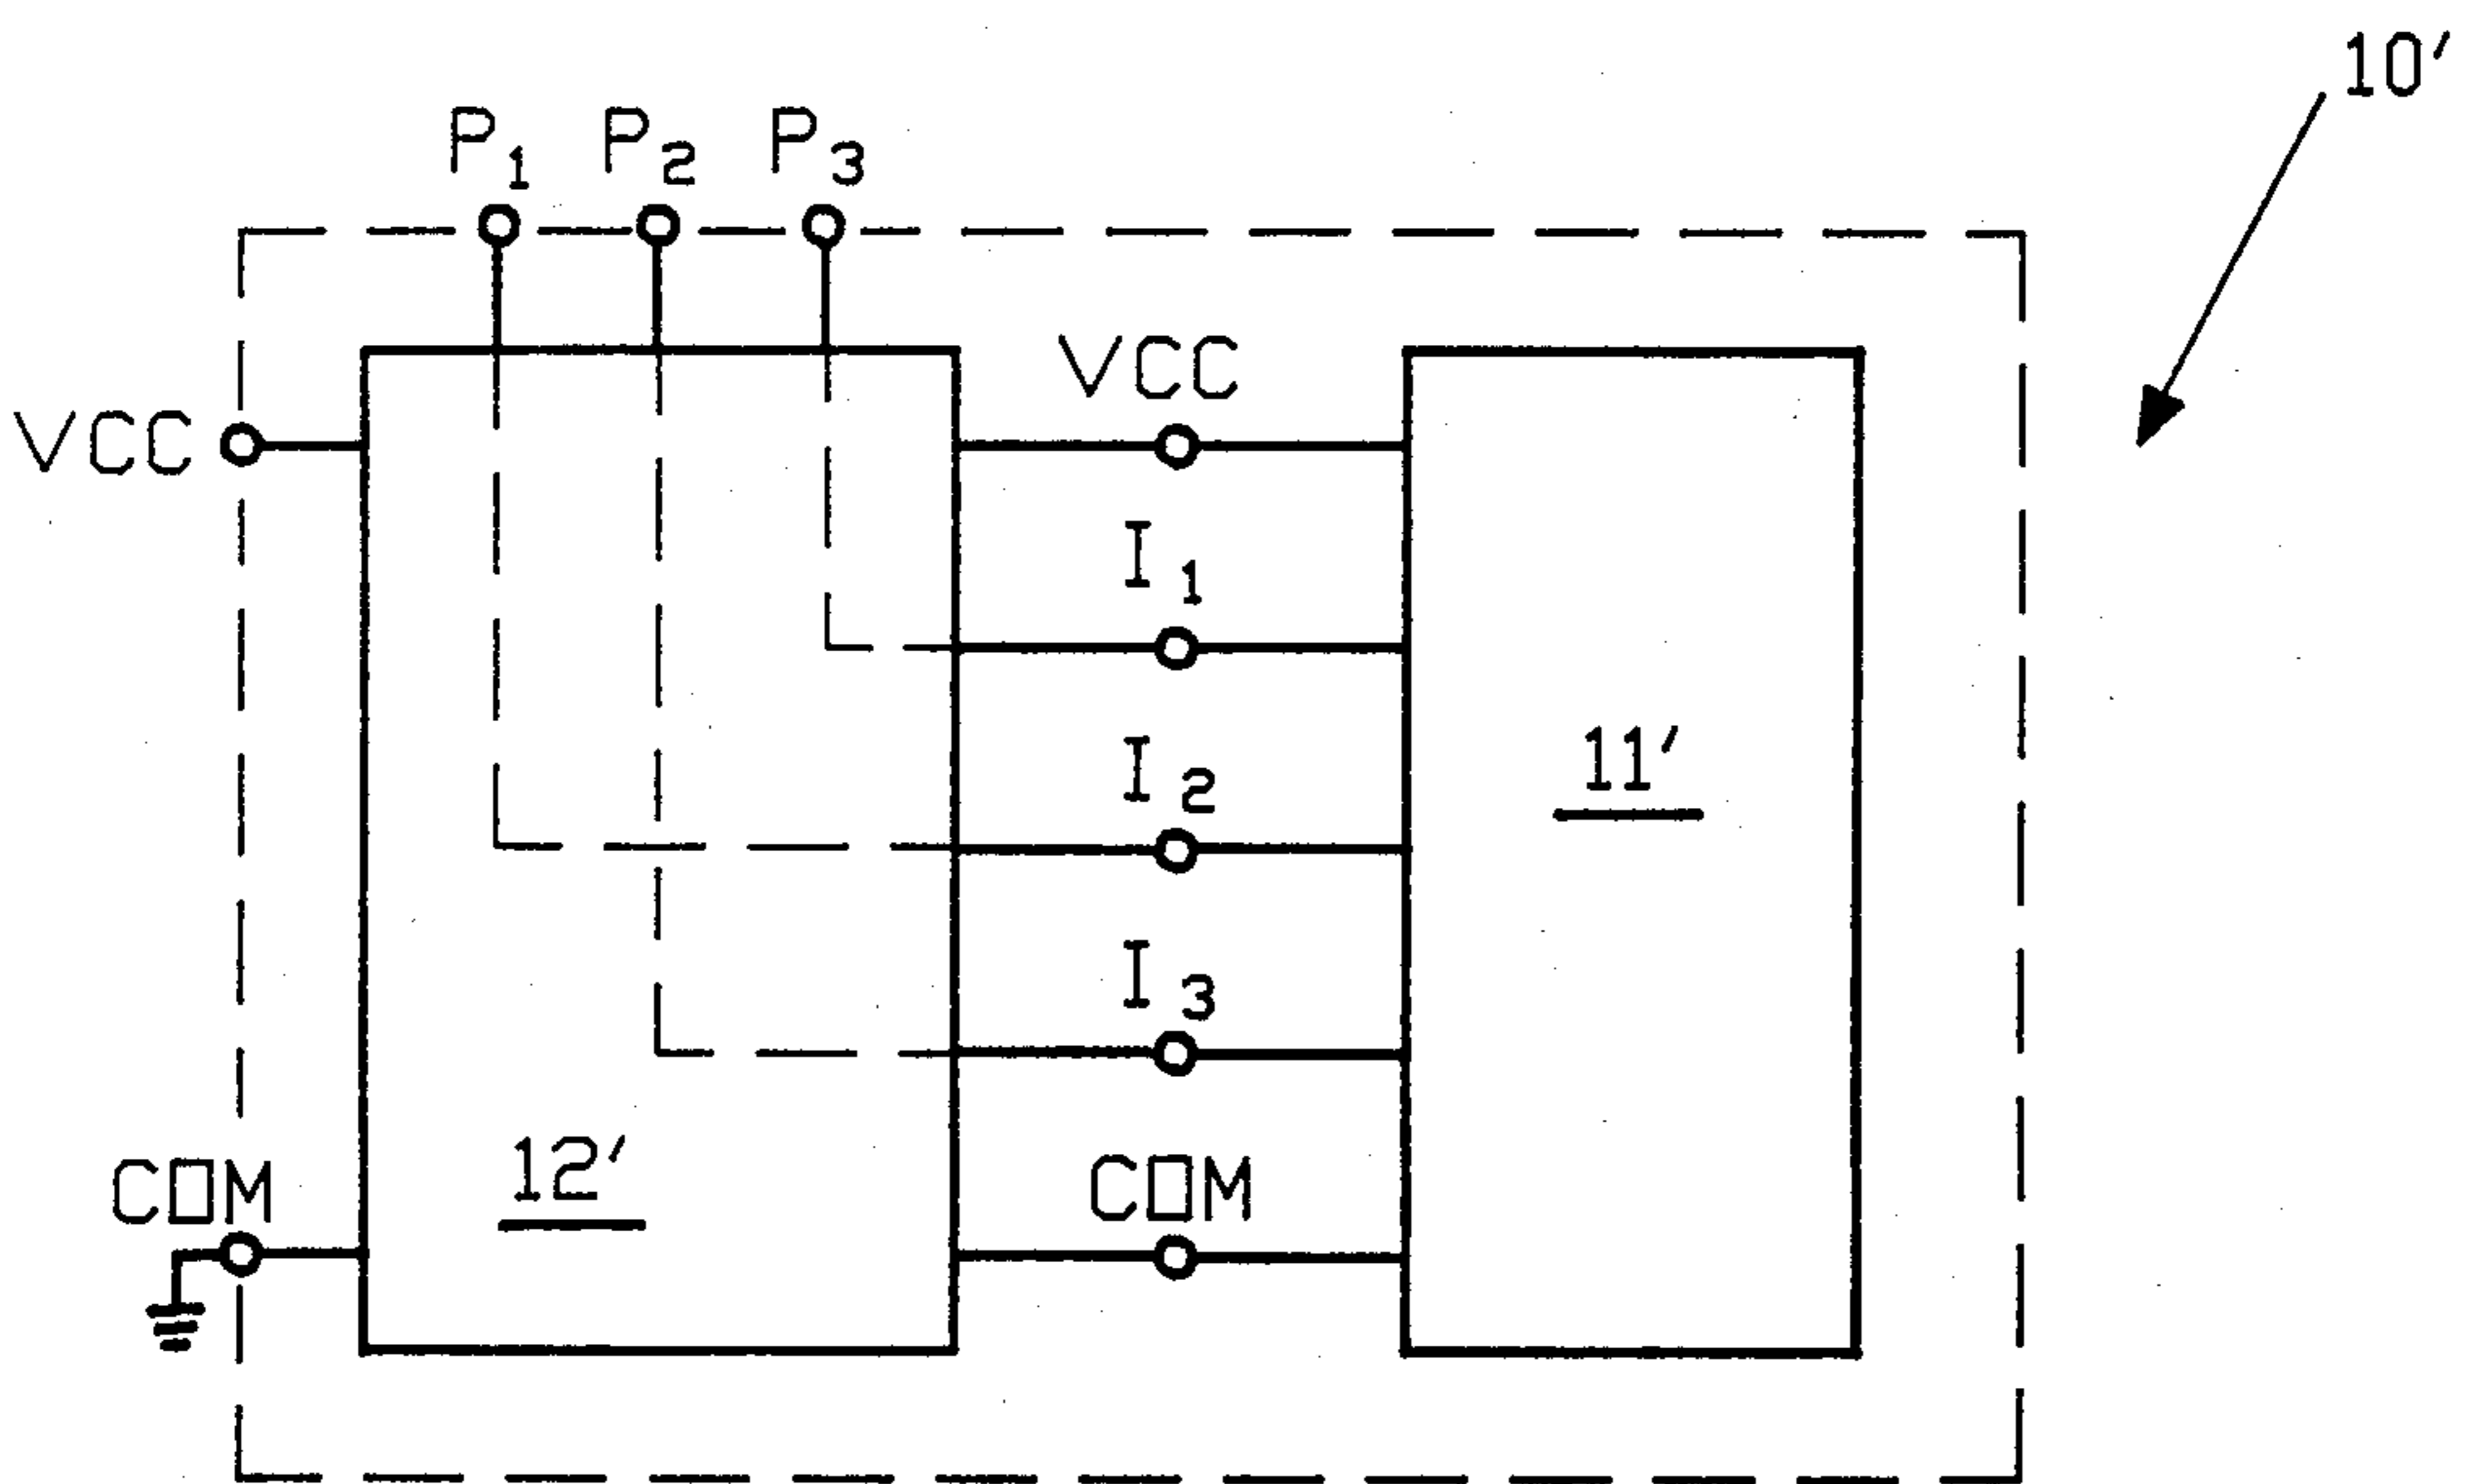 10′
P₁ P₂ P₃
VCC
VCC
I₁
I₂
11′
I₃
12′
COM
COM